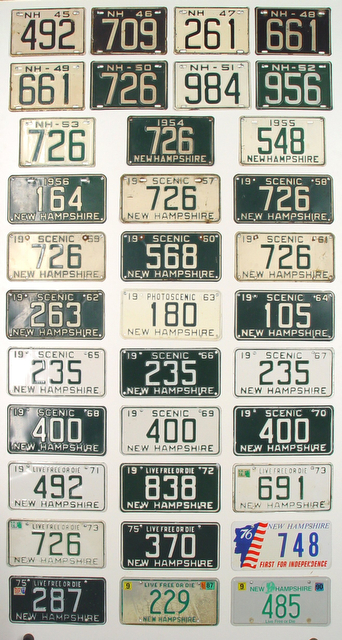 NH - 45
492
NH - 46
709
NH - 47
261
NH - 48
661
NH - 49
661
NH - 50
726
NH - 51
984
NH - 52
956
NH - 53
726
1954
726
NEW HAMPSHIRE
1955
548
NEW HAMPSHIRE
1956
164
NEW HAMPSHIRE
19 SCENIC 57
726
NEW HAMPSHIRE
19 SCENIC 58
726
NEW HAMPSHIRE
19 SCENIC 59
726
NEW HAMPSHIRE
19 SCENIC 60
568
NEW HAMPSHIRE
19 SCENIC 61
726
NEW HAMPSHIRE
19 SCENIC 62
263
NEW HAMPSHIRE
19 PHOTOSCENIC 63
180
NEW HAMPSHIRE
19 SCENIC 64
105
NEW HAMPSHIRE
19 SCENIC 65
235
NEW HAMPSHIRE
19 SCENIC 66
235
NEW HAMPSHIRE
19 SCENIC 67
235
NEW HAMPSHIRE
19 SCENIC 68
400
NEW HAMPSHIRE
19 SCENIC 69
400
NEW HAMPSHIRE
19 SCENIC 70
400
NEW HAMPSHIRE
19 LIVE FREE OR DIE 71
492
NEW HAMPSHIRE
19 LIVE FREE OR DIE 72
838
NEW HAMPSHIRE
LIVE FREE OR DIE 73
691
NEW HAMPSHIRE
LIVE FREE OR DIE 73
726
NEW HAMPSHIRE
75 LIVE FREE OR DIE
370
NEW HAMPSHIRE
NEW HAMPSHIRE
76 748
FIRST FOR INDEPENDENCE
75 LIVE FREE OR DIE
287
NEW HAMPSHIRE
9 LIVE FREE OR DIE 87
229
NEW HAMPSHIRE
9 NEW HAMPSHIRE
485
Live Free or Die